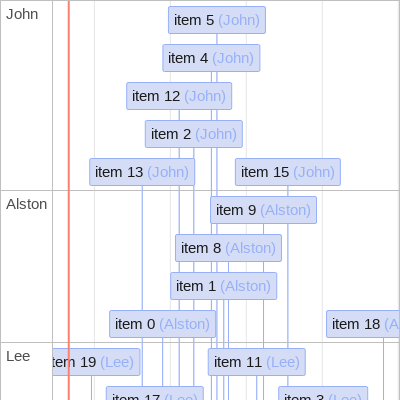 John
item 5 (John)
item 4 (John)
item 12 (John)
item 2 (John)
item 13 (John)
item 15 (John)
Alston
item 9 (Alston)
item 8 (Alston)
item 1 (Alston)
item 0 (Alston)
item 18 (A
Lee
tem 19 (Lee)
item 11 (Lee)
item 17 (Lee)
item 3 (Lee)